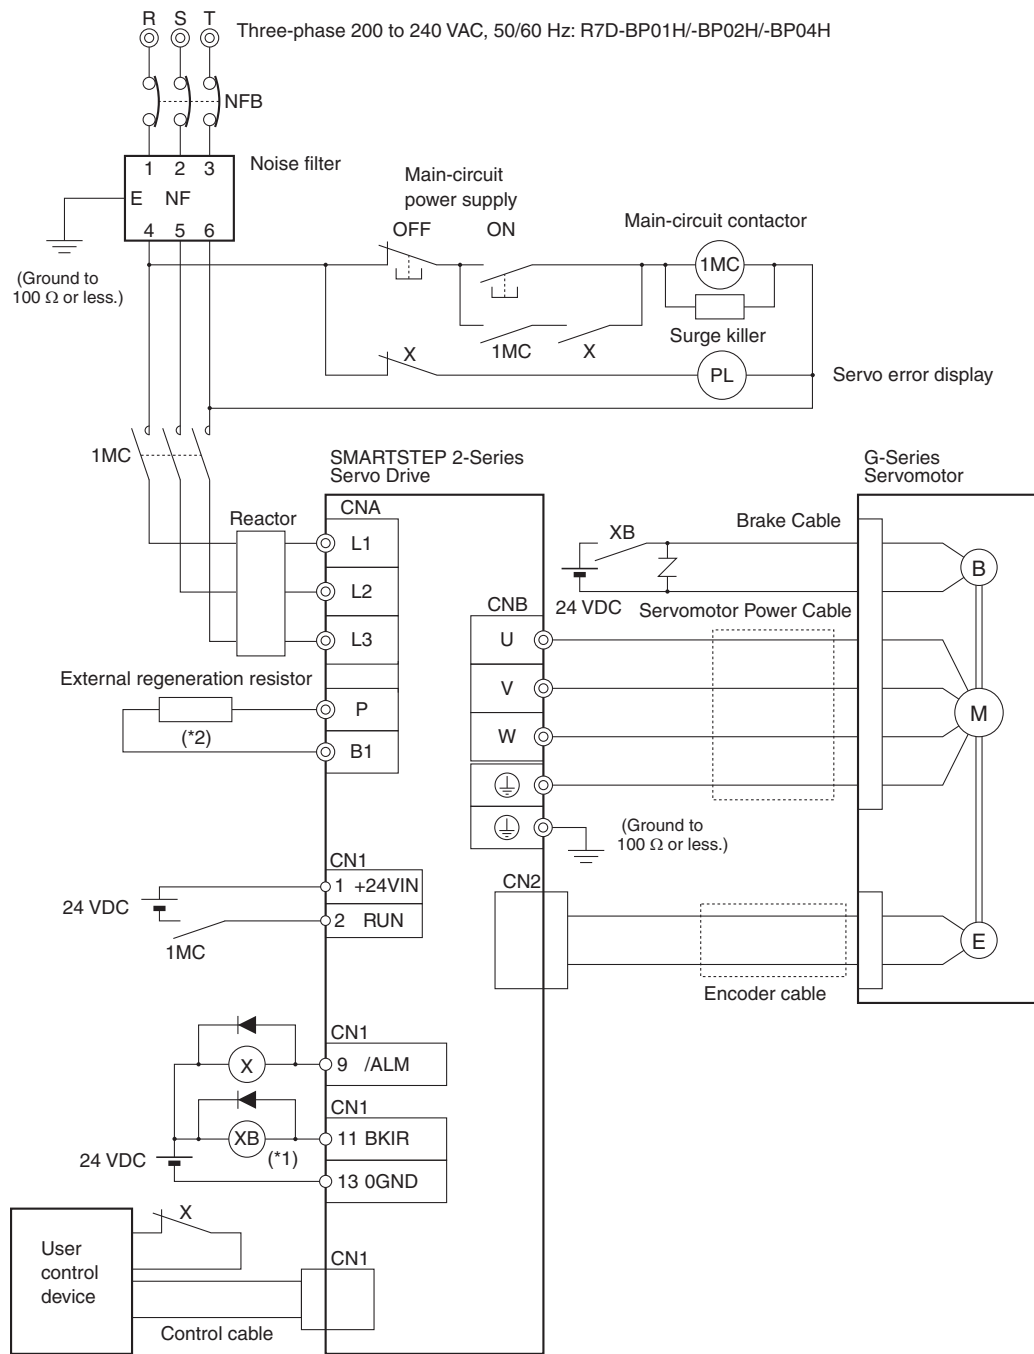 R S T
Three-phase 200 to 240 VAC, 50/60 Hz: R7D-BP01H/-BP02H/-BP04H
NFB
1 2 3
Noise filter
E NF
4 5 6
(Ground to
100 Ω or less.)
Main-circuit
power supply
OFF ON
Main-circuit contactor
1MC
Surge killer
1MC X
X
PL
Servo error display
1MC
SMARTSTEP 2-Series
Servo Drive
G-Series
Servomotor
Reactor
CNA
L1
L2
L3
XB
Brake Cable
B
24 VDC
Servomotor Power Cable
CNB
U
V
W
M
External regeneration resistor
(*2)
P
B1
(Ground to
100 Ω or less.)
CN1
1 +24VIN
24 VDC
2 RUN
1MC
CN2
E
Encoder cable
CN1
X
9 /ALM
CN1
XB
(*1)
11 BKIR
24 VDC
13 0GND
X
User
control
device
CN1
Control cable